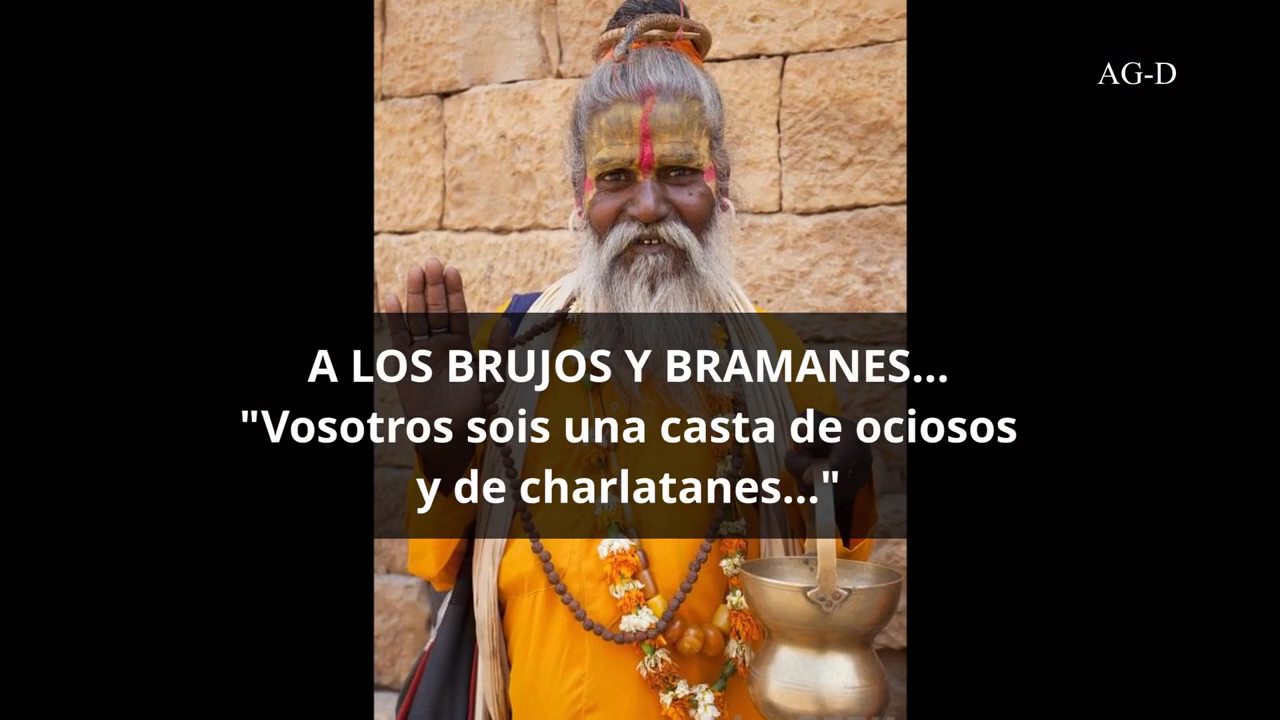 AG-D
A LOS BRUJOS Y BRAMANES...
"Vosotros sois una casta de ociosos
y de charlatanes..."